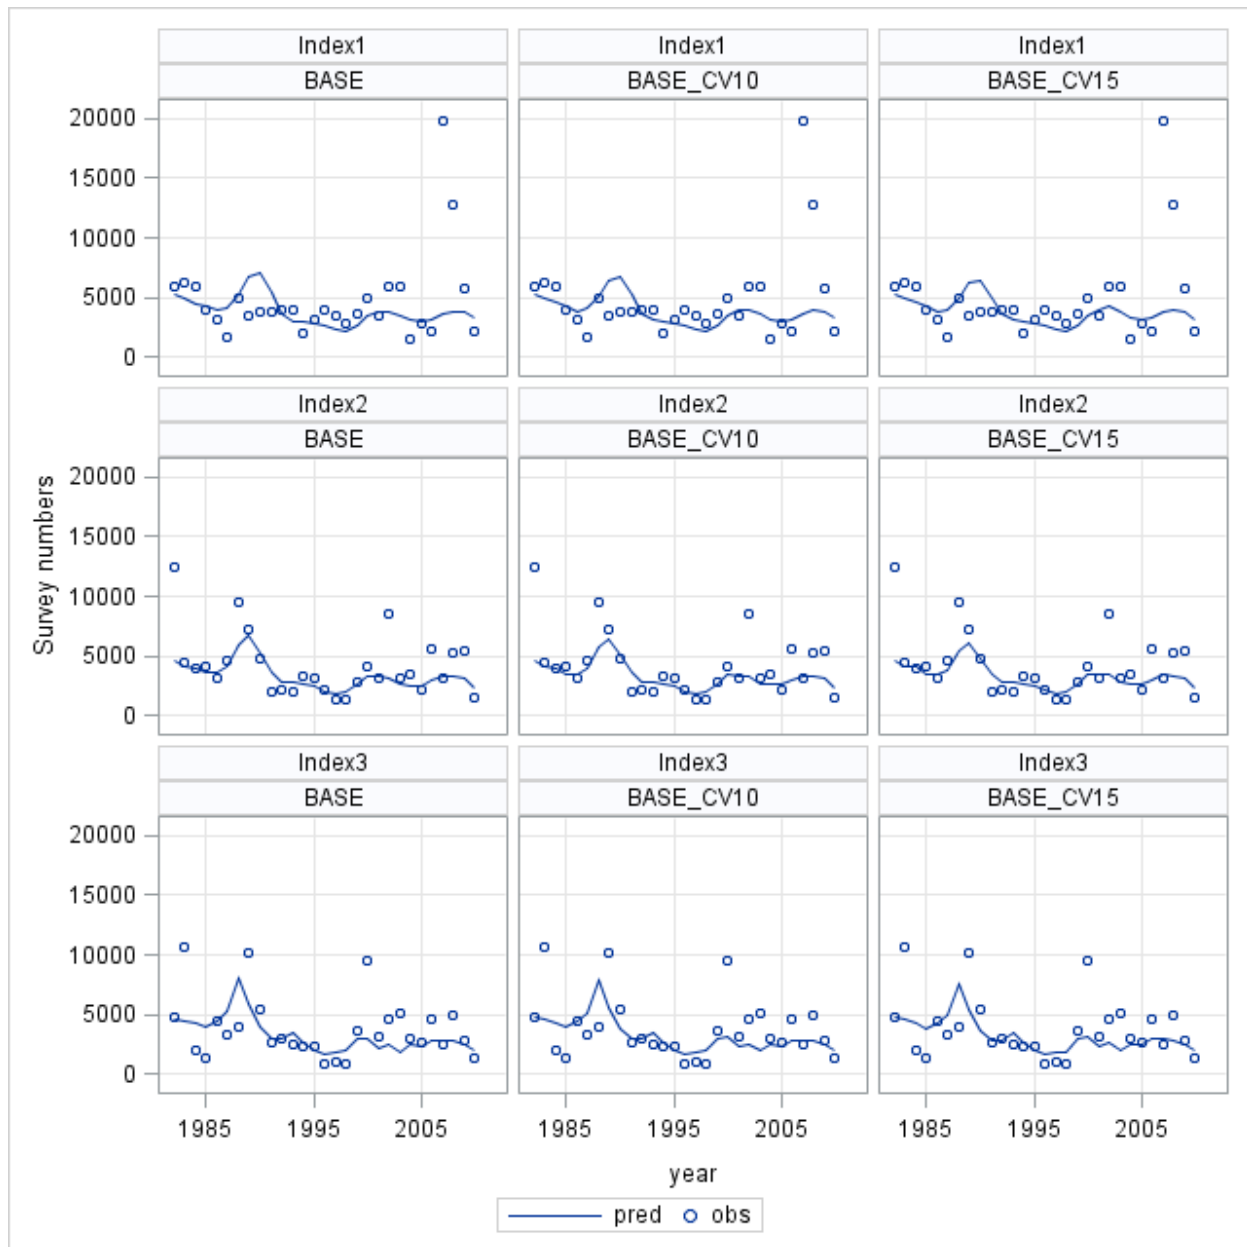 Index1 Index1 Index1
BASE BASE_CV10 BASE_CV15
20000
15000
10000
5000
0
Index2 Index2 Index2
BASE BASE_CV10 BASE_CV15
20000
15000
10000
5000
0
Survey numbers
Index3 Index3 Index3
BASE BASE_CV10 BASE_CV15
20000
15000
10000
5000
0
1985 1995 2005 1985 1995 2005 1985 1995 2005
year
pred obs